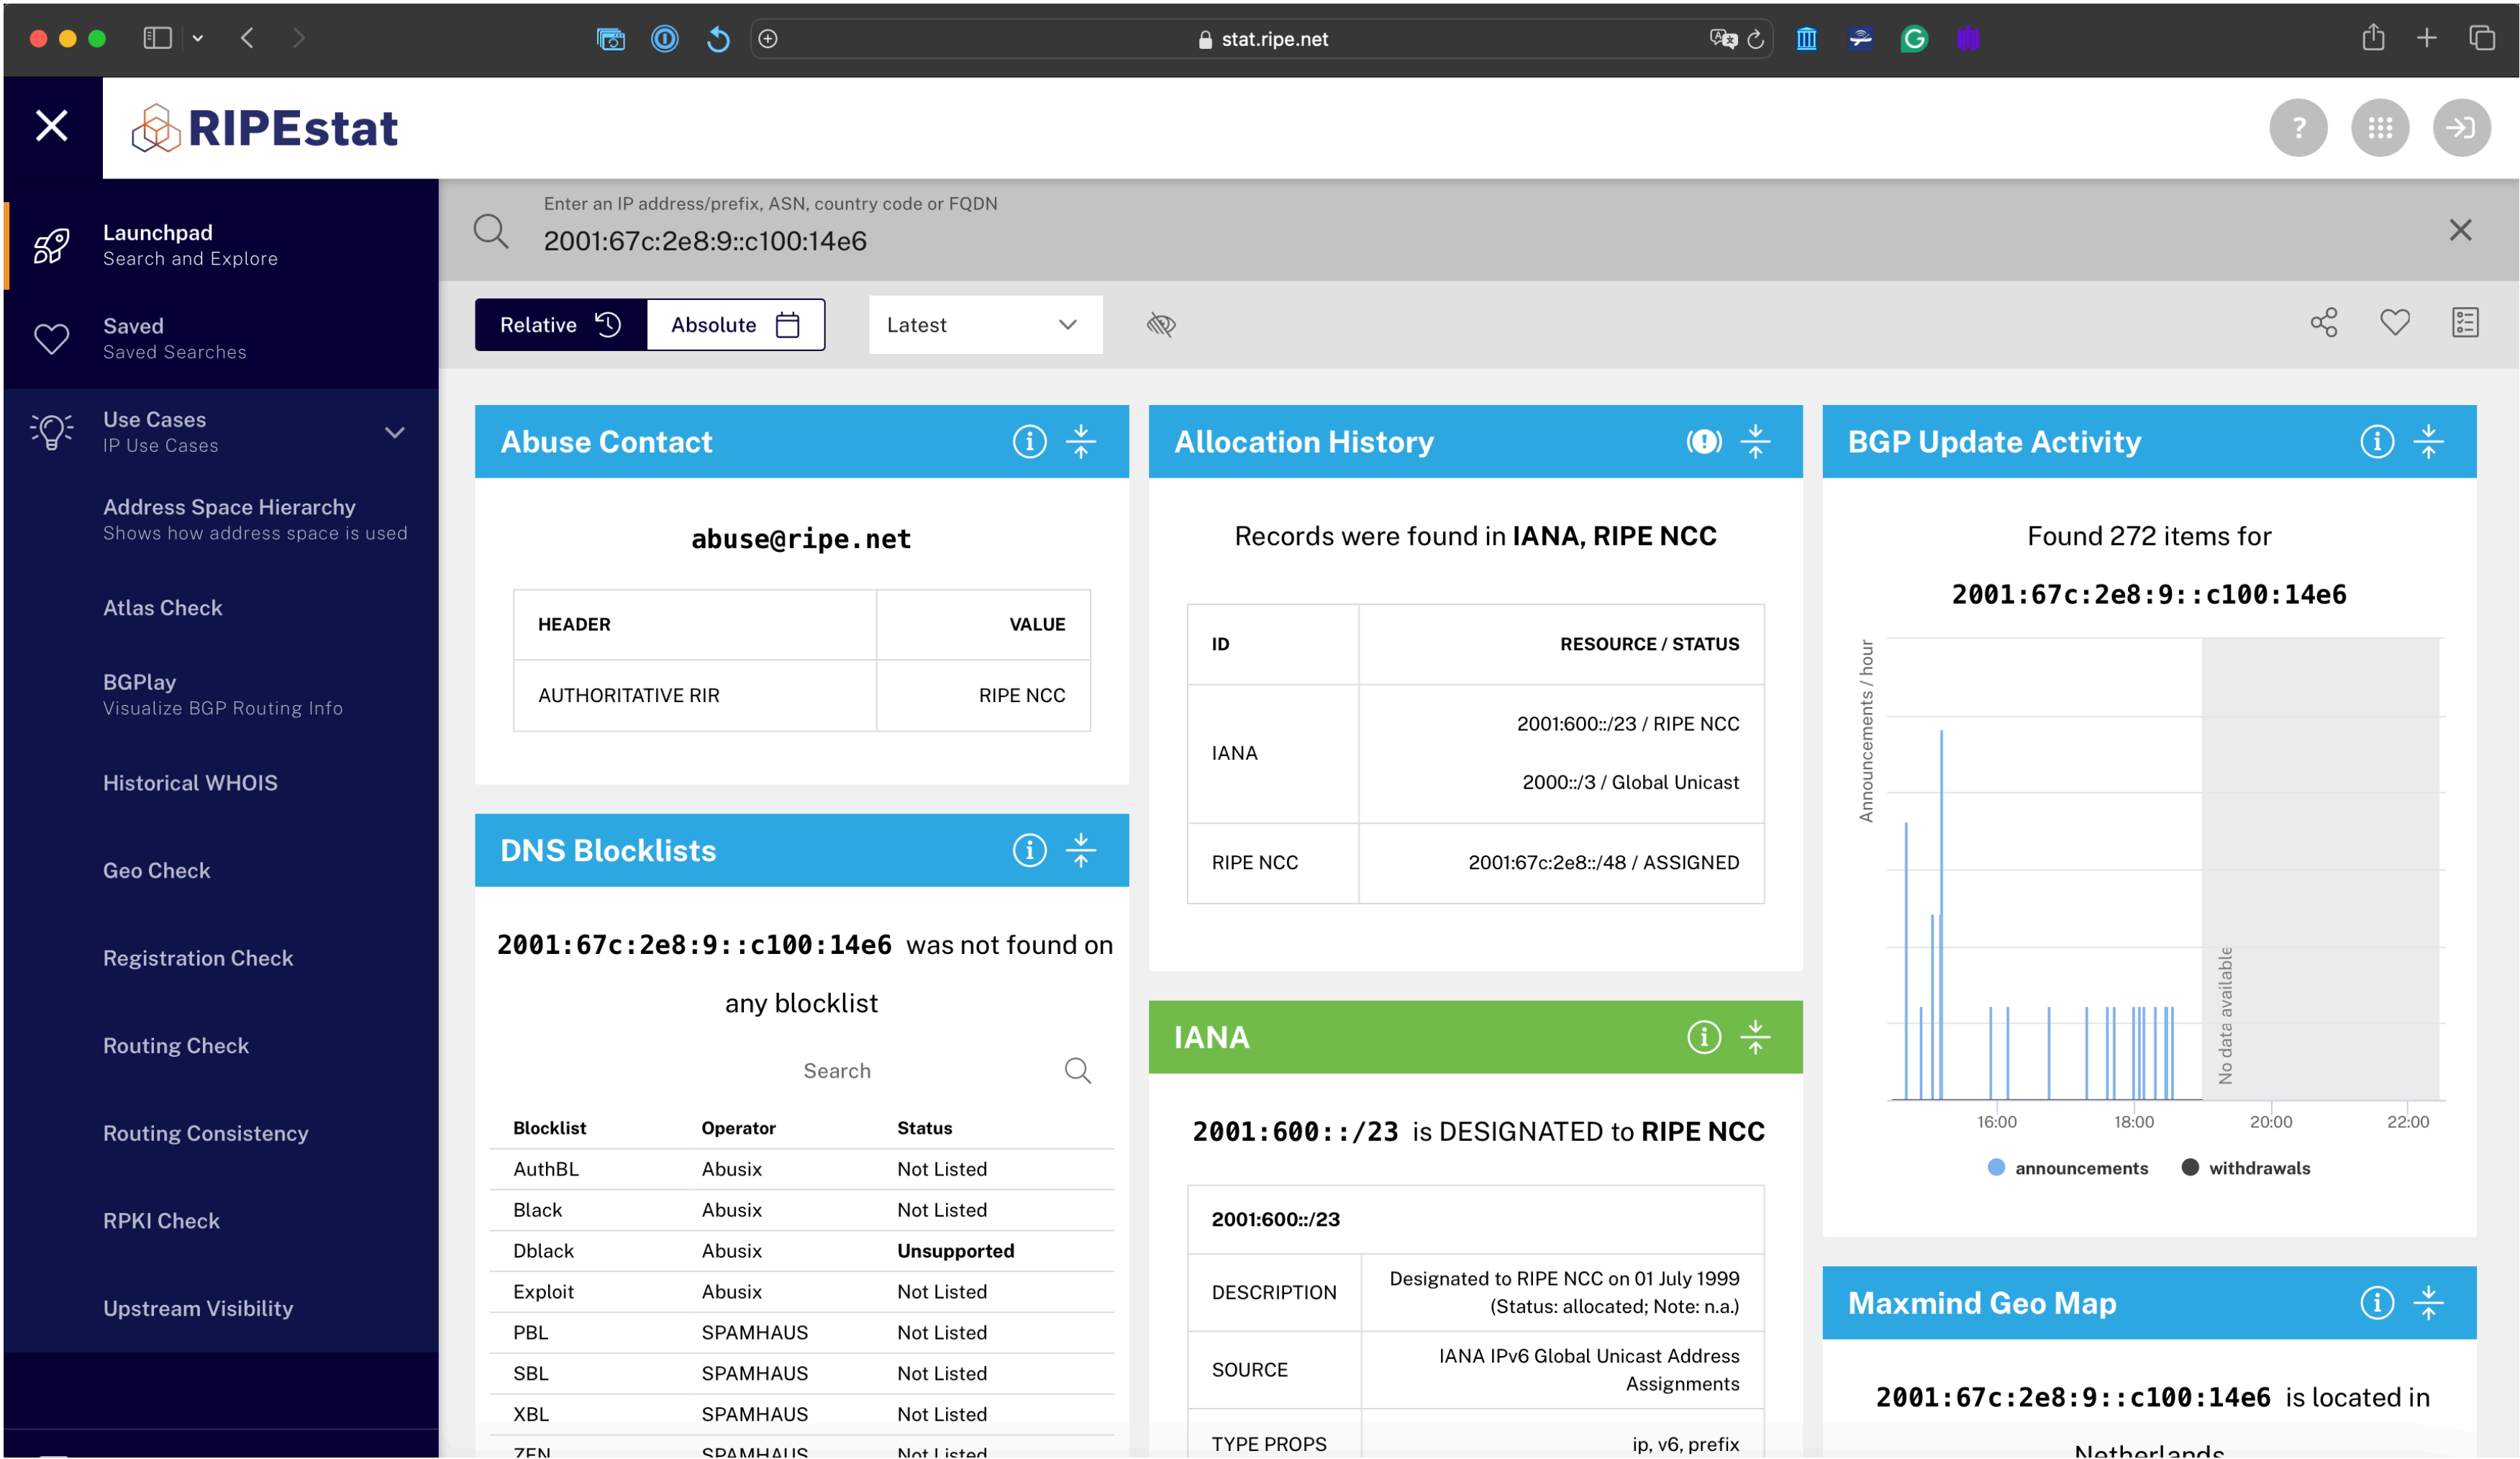 stat.ripe.net
RIPEstat
?
Launchpad
Search and Explore
Saved
Saved Searches
Use Cases
IP Use Cases
Address Space Hierarchy
Shows how address space is used
Atlas Check
BGPlay
Visualize BGP Routing Info
Historical WHOIS
Geo Check
Registration Check
Routing Check
Routing Consistency
RPKI Check
Upstream Visibility
Enter an IP address/prefix, ASN, country code or FQDN
2001:67c:2e8:9::c100:14e6
Relative
Absolute
Latest
Abuse Contact
abuse@ripe.net
HEADER VALUE
AUTHORITATIVE RIR RIPE NCC
DNS Blocklists
2001:67c:2e8:9::c100:14e6 was not found on
any blocklist
Search
Blocklist Operator Status
AuthBL Abusix Not Listed
Black Abusix Not Listed
Dblack Abusix Unsupported
Exploit Abusix Not Listed
PBL SPAMHAUS Not Listed
SBL SPAMHAUS Not Listed
XBL SPAMHAUS Not Listed
ZEN SPAMHAUS Not Listed
Allocation History
Records were found in IANA, RIPE NCC
ID RESOURCE / STATUS
IANA
2001:600::/23 / RIPE NCC
2000::/3 / Global Unicast
RIPE NCC 2001:67c:2e8::/48 / ASSIGNED
IANA
2001:600::/23 is DESIGNATED to RIPE NCC
2001:600::/23
DESCRIPTION
Designated to RIPE NCC on 01 July 1999
(Status: allocated; Note: n.a.)
SOURCE
IANA IPv6 Global Unicast Address
Assignments
TYPE PROPS ip, v6, prefix
BGP Update Activity
Found 272 items for
2001:67c:2e8:9::c100:14e6
Announcements / hour
No data available
16:00 18:00 20:00 22:00
announcements withdrawals
Maxmind Geo Map
2001:67c:2e8:9::c100:14e6 is located in
Netherlands